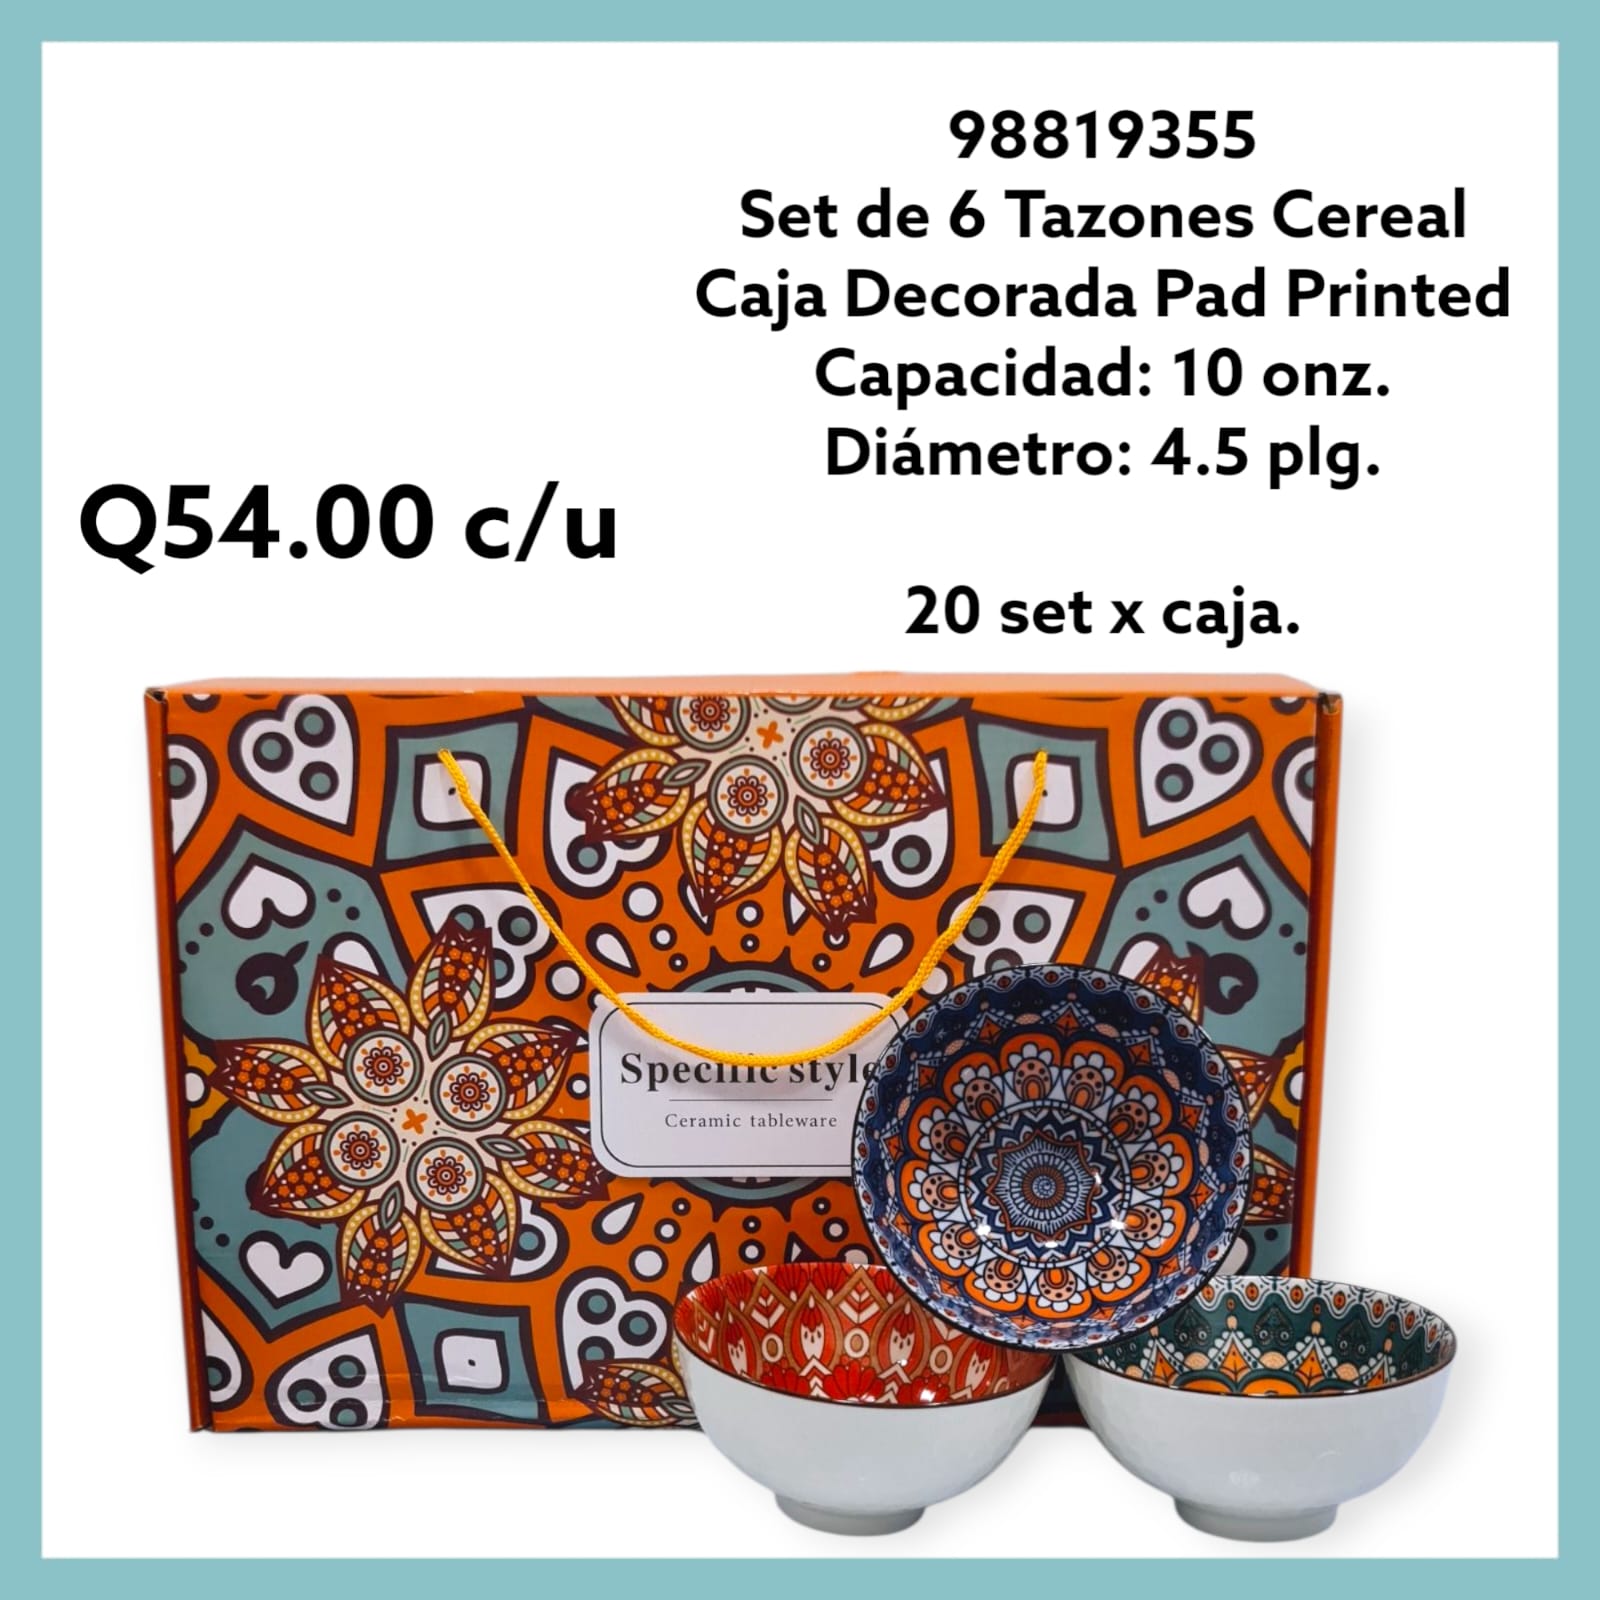 98819355
Set de 6 Tazones Cereal
Caja Decorada Pad Printed
Capacidad: 10 onz.
Diámetro: 4.5 plg.
Q54.00 c/u
20 set x caja.
Specific style
Ceramic tableware